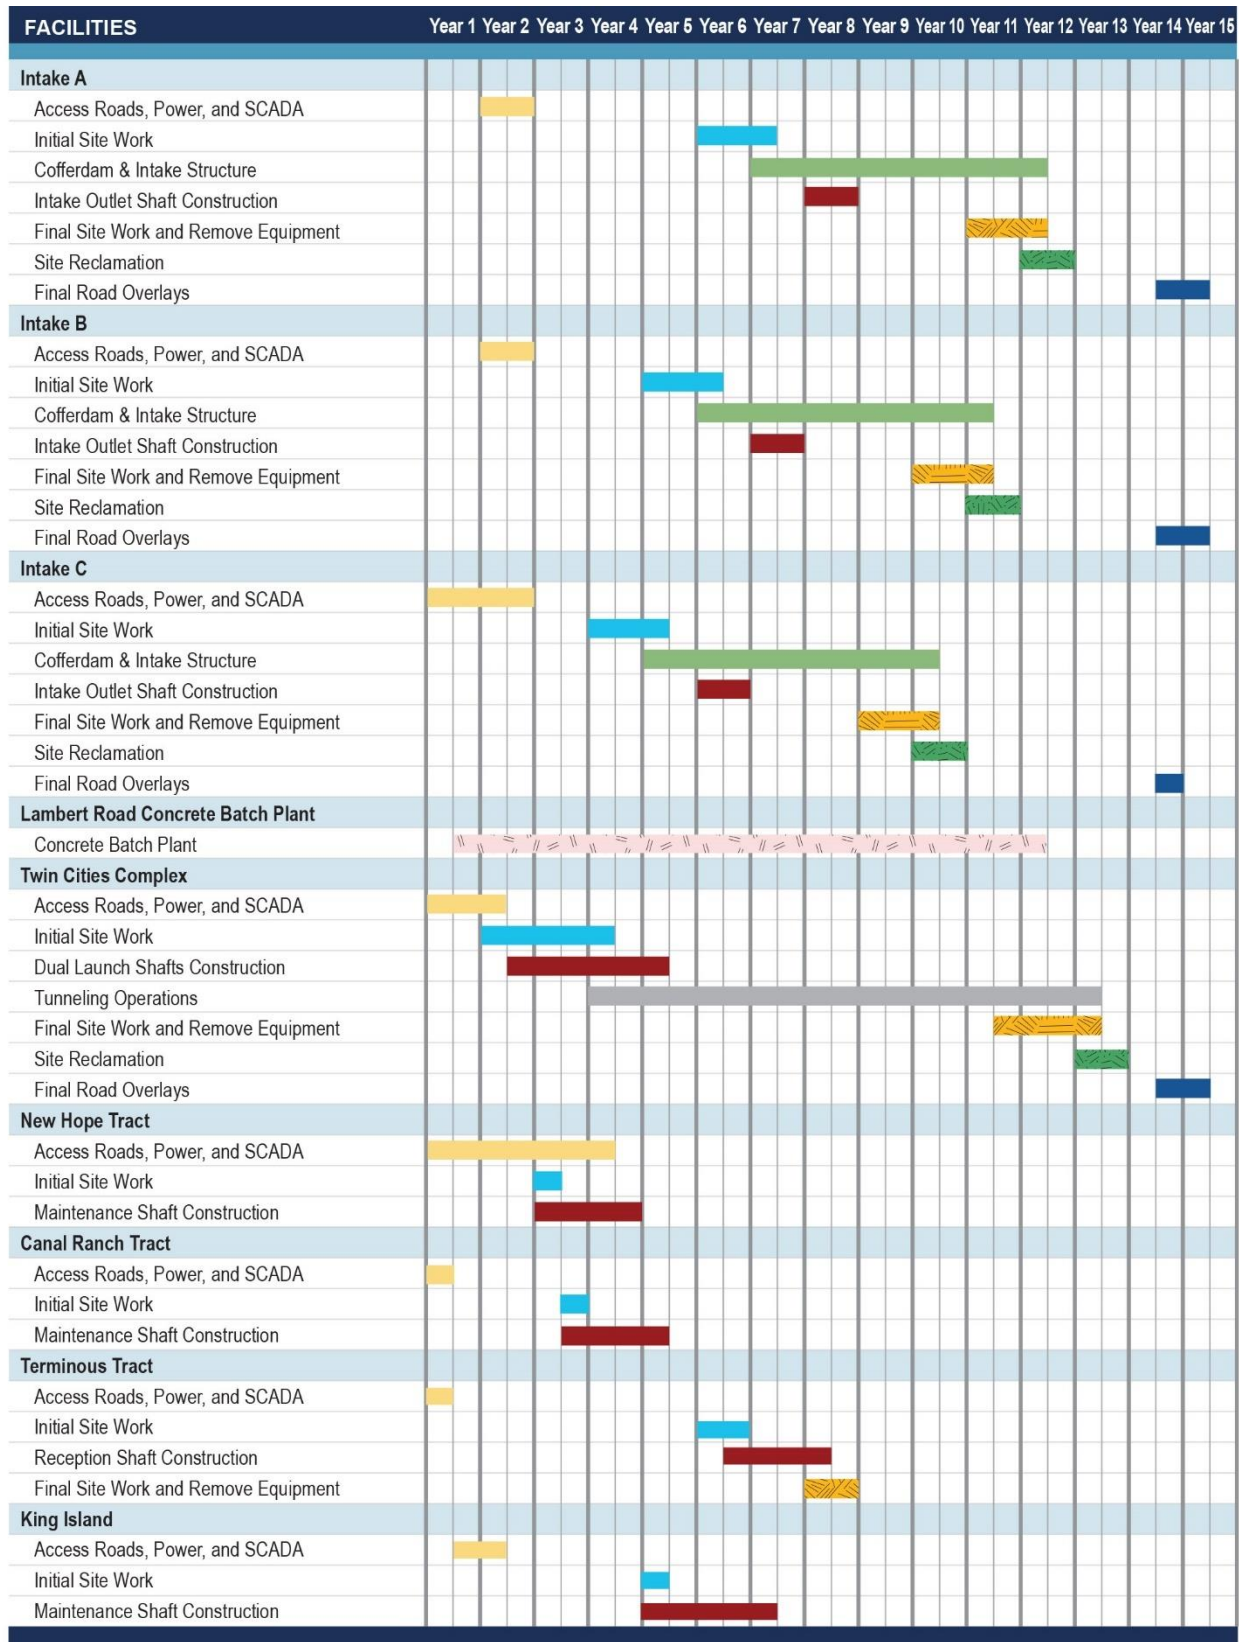 FACILITIES Year 1 Year 2 Year 3 Year 4 Year 5 Year 6 Year 7 Year 8 Year 9 Year 10 Year 11 Year 12 Year 13 Year 14 Year 15
Intake A
Access Roads, Power, and SCADA
Initial Site Work
Cofferdam & Intake Structure
Intake Outlet Shaft Construction
Final Site Work and Remove Equipment
Site Reclamation
Final Road Overlays
Intake B
Access Roads, Power, and SCADA
Initial Site Work
Cofferdam & Intake Structure
Intake Outlet Shaft Construction
Final Site Work and Remove Equipment
Site Reclamation
Final Road Overlays
Intake C
Access Roads, Power, and SCADA
Initial Site Work
Cofferdam & Intake Structure
Intake Outlet Shaft Construction
Final Site Work and Remove Equipment
Site Reclamation
Final Road Overlays
Lambert Road Concrete Batch Plant
Concrete Batch Plant
Twin Cities Complex
Access Roads, Power, and SCADA
Initial Site Work
Dual Launch Shafts Construction
Tunneling Operations
Final Site Work and Remove Equipment
Site Reclamation
Final Road Overlays
New Hope Tract
Access Roads, Power, and SCADA
Initial Site Work
Maintenance Shaft Construction
Canal Ranch Tract
Access Roads, Power, and SCADA
Initial Site Work
Maintenance Shaft Construction
Terminous Tract
Access Roads, Power, and SCADA
Initial Site Work
Reception Shaft Construction
Final Site Work and Remove Equipment
King Island
Access Roads, Power, and SCADA
Initial Site Work
Maintenance Shaft Construction